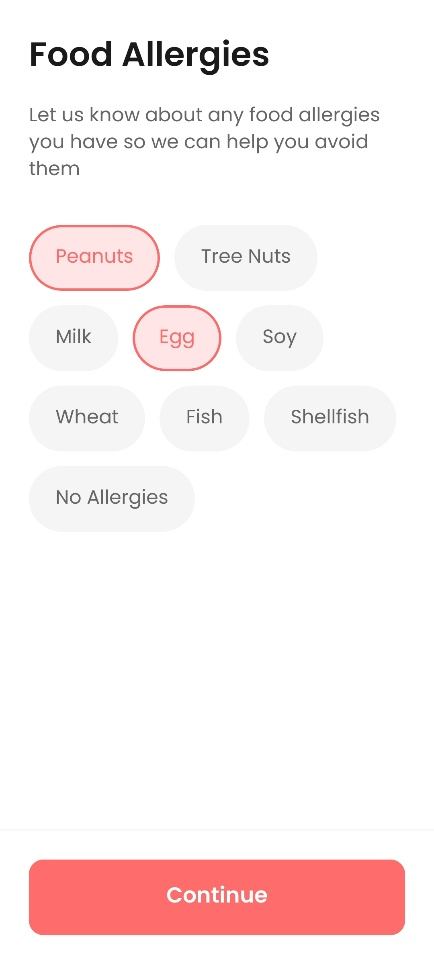 Food Allergies
Let us know about any food allergies
you have so we can help you avoid
them
Peanuts Tree Nuts
Milk Egg Soy
Wheat Fish Shellfish
No Allergies
Continue